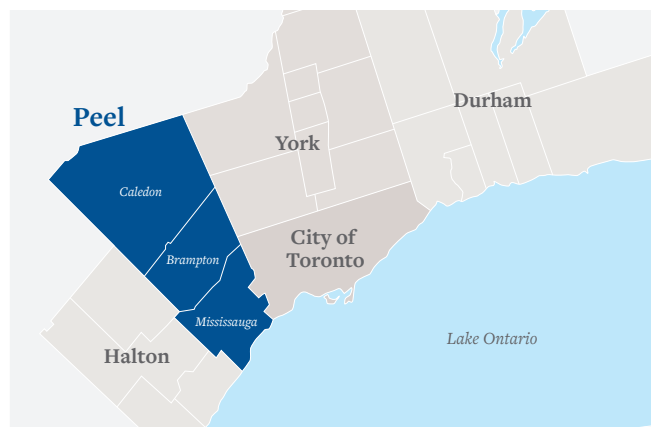 Peel
Durham
York
Caledon
City of
Toronto
Brampton
Mississauga
Lake Ontario
Halton